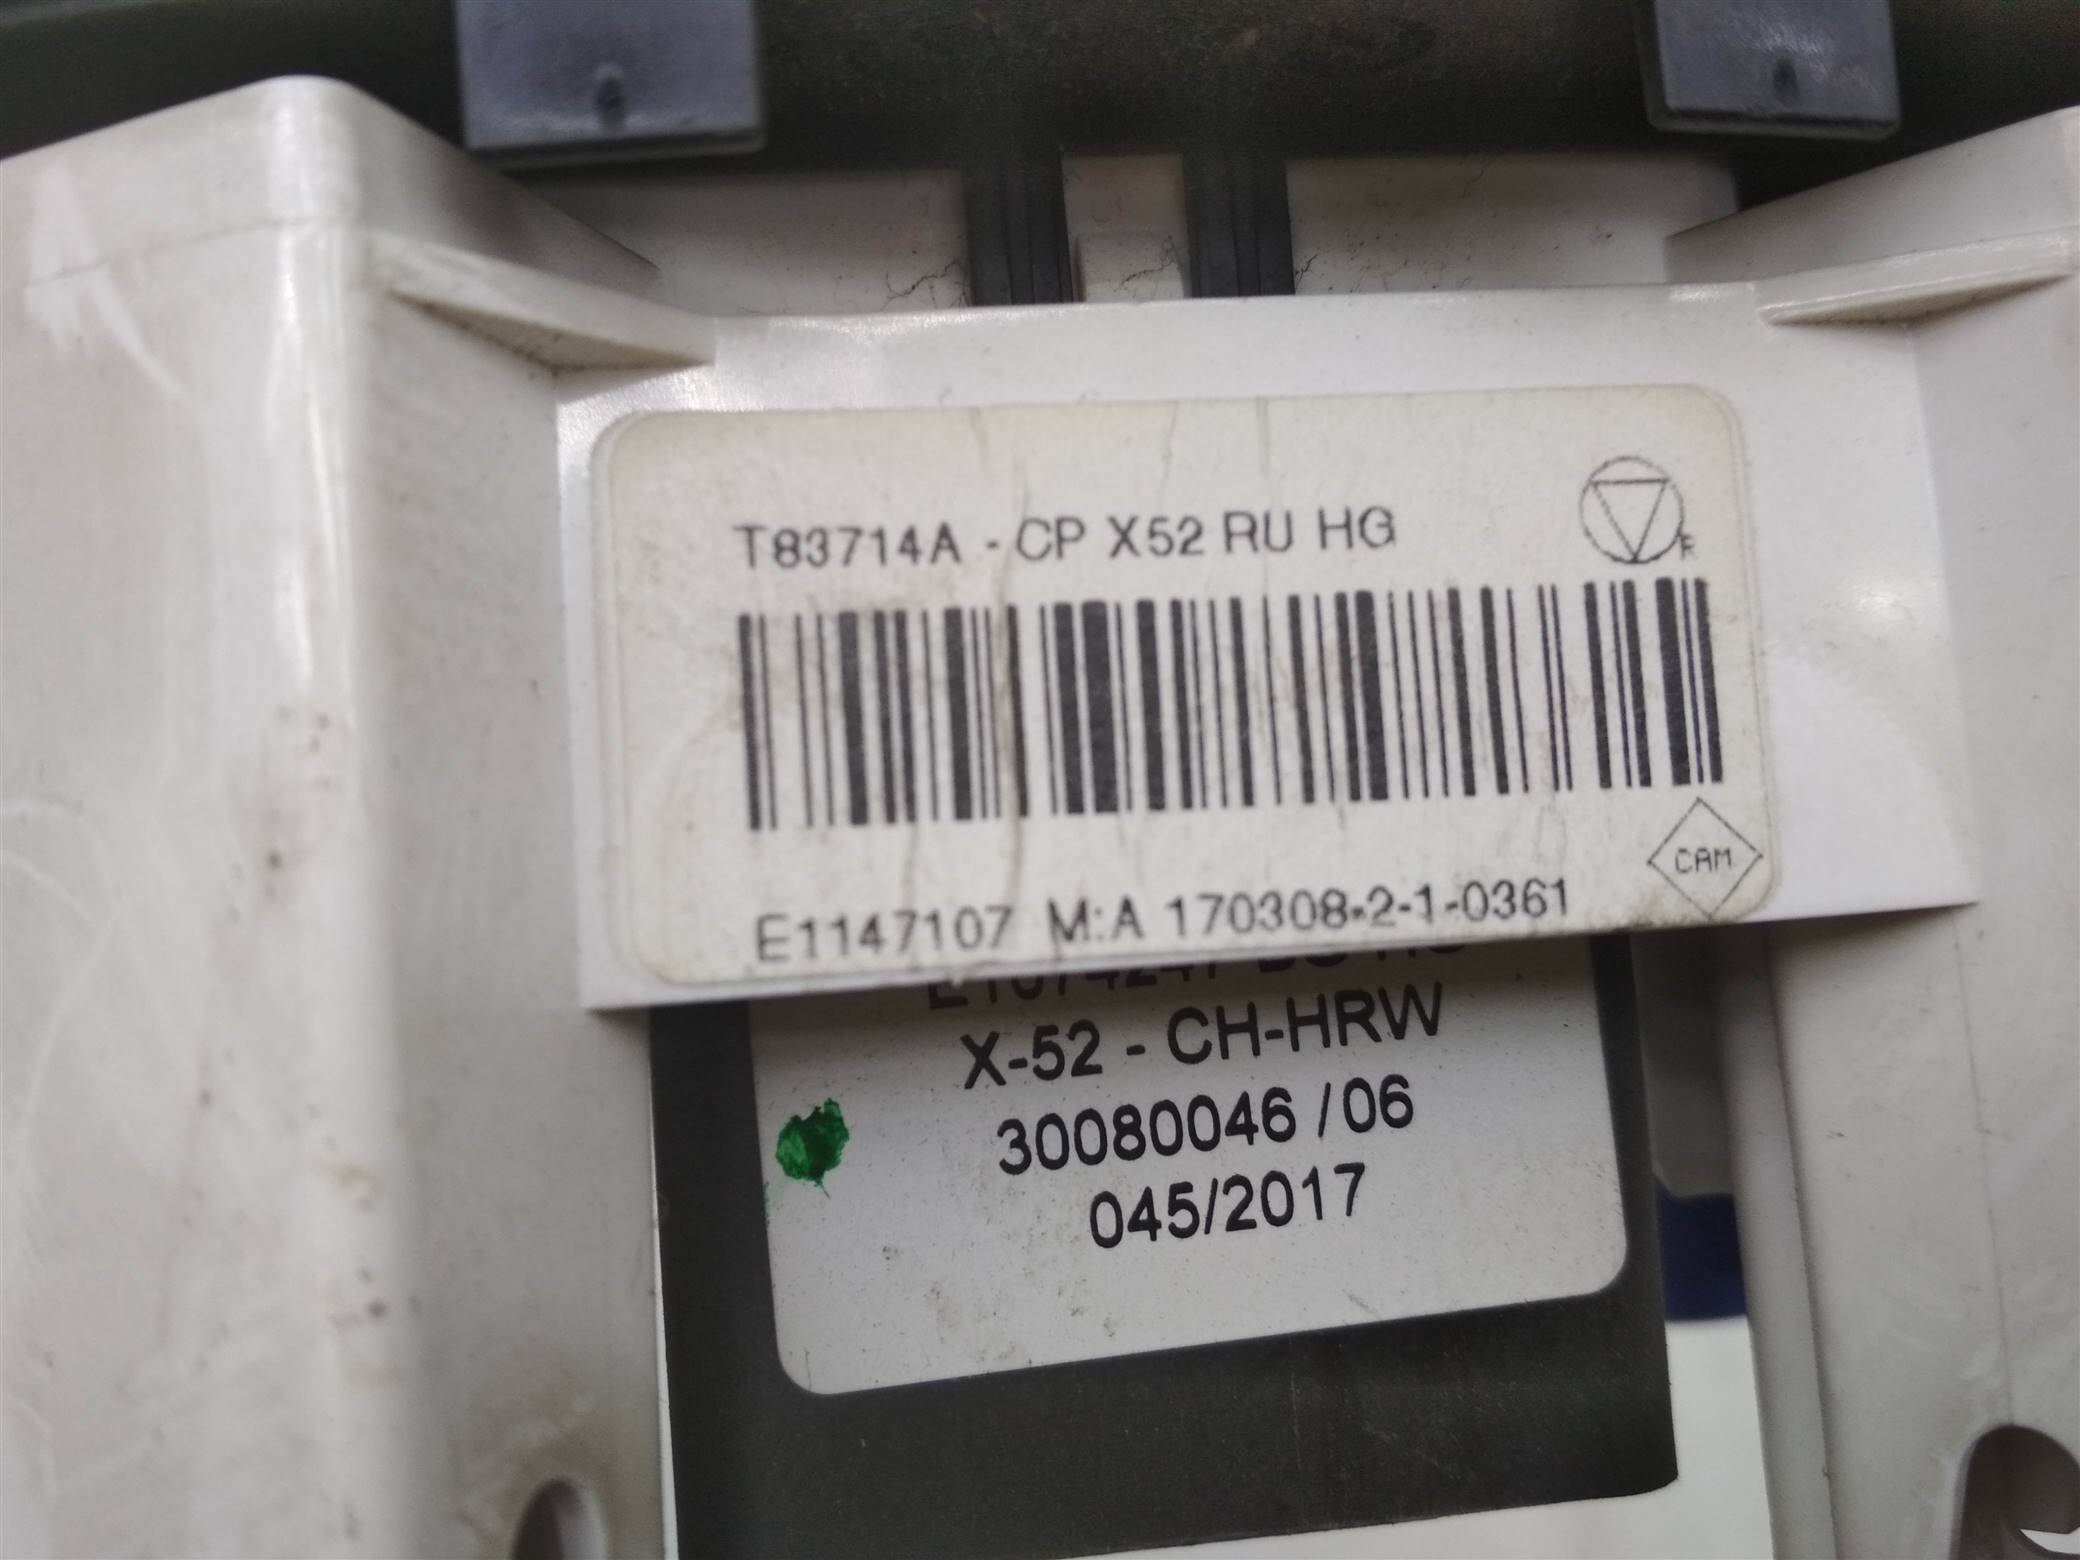 T83714A - CP X52 RU HG
R
CAM
E1147107 M:A 170308-2-1-0361
X-52 - CH-HRW
30080046 /06
045/2017